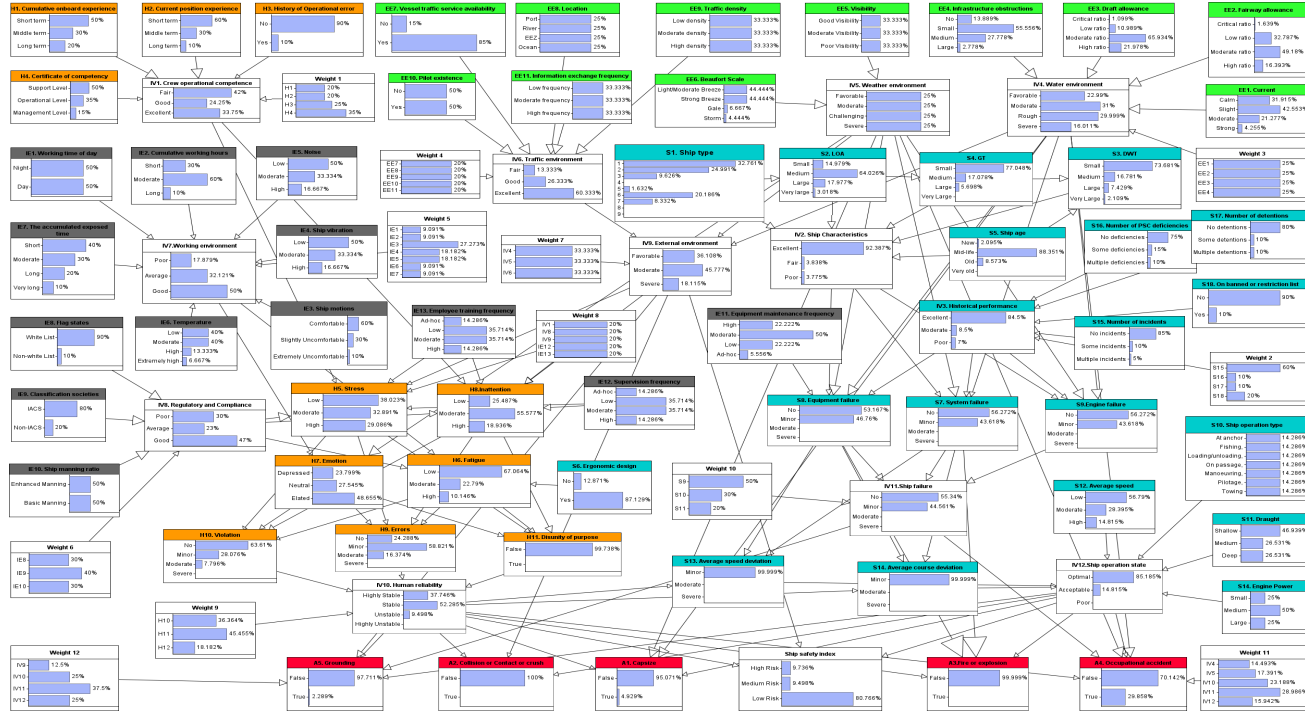 H1. Cumulative onboard experience
Short term 50%
Middle term 30%
Long term 20%
H2. Current position experience
Short term 60%
Middle term 30%
Long term 10%
H3. History of Operational error
No 90%
Yes 10%
EE7. Vessel traffic service availability
No 15%
Yes 85%
EE8. Location
Port 25%
River 25%
EEZ 25%
Ocean 25%
EE9. Traffic density
Low density 33.333%
Moderate density 33.333%
High density 33.333%
EE5. Visibility
Good Visibility 33.333%
Moderate Visibility 33.333%
Poor Visibility 33.333%
EE4. Infrastructure obstructions
No 13.889%
Small 55.556%
Medium 27.778%
Large 2.778%
EE3. Draft allowance
Critical ratio 1.099%
Low ratio 10.989%
Moderate ratio 65.934%
High ratio 21.978%
EE2. Fairway allowance
Critical ratio 1.639%
Low ratio 32.787%
Moderate ratio 49.18%
High ratio 16.393%
H4. Certificate of competency
Support Level 50%
Operational Level 35%
Management Level 15%
IV1. Crew operational competence
Fair 42%
Good 24.25%
Excellent 33.75%
Weight 1
H1 20%
H2 20%
H3 25%
H4 35%
EE10. Pilot existence
No 50%
Yes 50%
EE11. Information exchange frequency
Low frequency 33.333%
Moderate frequency 33.333%
High frequency 33.333%
EE6. Beaufort Scale
Light/Moderate Breeze 44.444%
Strong Breeze 44.444%
Gale 6.667%
Storm 4.444%
IV5. Weather environment
Favorable 25%
Moderate 25%
Challenging 25%
Severe 25%
IV4. Water environment
Favorable 22.99%
Moderate 31%
Rough 29.999%
Severe 16.011%
EE1. Current
Calm 31.915%
Slight 42.553%
Moderate 21.277%
Strong 4.255%
IE1. Working time of day
Night 50%
Day 50%
IE2. Cumulative working hours
Short 30%
Moderate 60%
Long 10%
IE5. Noise
Low 50%
Moderate 33.334%
High 16.667%
Weight 4
EE7 20%
EE8 20%
EE9 20%
EE10 20%
EE11 20%
IV6. Traffic environment
Fair 13.333%
Good 26.333%
Excellent 60.333%
S1. Ship type
1 32.761%
2 24.991%
3 9.626%
4
5 1.632%
6 20.186%
7 8.332%
8
9
S2. LOA
Small 14.979%
Medium 64.026%
Large 17.977%
Very large 3.018%
S4. GT
Small 77.048%
Medium 17.079%
Large 5.698%
Very Large
S3. DWT
Small 73.681%
Medium 16.781%
Large 7.429%
Very Large 2.109%
Weight 3
EE1 25%
EE2 25%
EE3 25%
EE4 25%
IE7. The accumulated exposed
time
Short 40%
Moderate 30%
Long 20%
Very long 10%
IV7.Working environment
Poor 17.879%
Average 32.121%
Good 50%
IE4. Ship vibration
Low 50%
Moderate 33.334%
High 16.667%
Weight 5
IE1 9.091%
IE2 9.091%
IE3 27.273%
IE4 18.182%
IE5 18.182%
IE6 9.091%
IE7 9.091%
Weight 7
IV4 33.333%
IV5 33.333%
IV6 33.333%
IV9. External environment
Favorable 36.108%
Moderate 45.777%
Severe 18.115%
IV2. Ship Characteristics
Excellent 92.387%
Fair 3.838%
Poor 3.775%
S5. Ship age
New 2.095%
Mid-life 88.351%
Old 8.573%
Very old
S16. Number of PSC deficiencies
No deficiencies 75%
Some deficiencies 15%
Multiple deficiencies 10%
S17. Number of detentions
No detentions 80%
Some detentions 10%
Multiple detentions 10%
IE8. Flag states
White List 90%
Non-white List 10%
IE6. Temperature
Low 40%
Moderate 40%
High 13.333%
Extremely high 6.667%
IE3. Ship motions
Comfortable 60%
Slightly Uncomfortable 30%
Extremely Uncomfortable 10%
IE13. Employee training frequency
Ad-hoc 14.286%
Low 35.714%
Moderate 35.714%
High 14.286%
Weight 8
IV1 20%
IV8 20%
IV9 20%
IE12 20%
IE13 20%
IE11. Equipment maintenance frequency
High 22.222%
Moderate 50%
Low 22.222%
Ad-hoc 5.556%
IV3. Historical performance
Excellent 84.5%
Moderate 8.5%
Poor 7%
S15. Number of incidents
No incidents 85%
Some incidents 10%
Multiple incidents 5%
S18. On banned or restriction list
No 90%
Yes 10%
Weight 2
S15 60%
S16 10%
S17 10%
S18 20%
IE9. Classification societies
IACS 80%
Non-IACS 20%
IV8. Regulatory and Compliance
Poor 30%
Average 23%
Good 47%
H5. Stress
Low 38.023%
Moderate 32.891%
High 29.086%
H8.Inattention
Low 25.487%
Moderate 55.577%
High 18.936%
IE12. Supervision frequency
Ad-hoc 14.286%
Low 35.714%
Moderate 35.714%
High 14.286%
S8. Equipment failure
No 53.167%
Minor 46.76%
Moderate
Severe
S7. System failure
No 56.272%
Minor 43.618%
Moderate
Severe
S9.Engine failure
No 56.272%
Minor 43.618%
Moderate
Severe
S10. Ship operation type
At anchor 14.286%
Fishing, 14.286%
Loading/unloading, 14.286%
On passage, 14.286%
Manoeuvring, 14.286%
Pilotage, 14.286%
Towing 14.286%
IE10. Ship manning ratio
Enhanced Manning 50%
Basic Manning 50%
H7. Emotion
Depressed 23.799%
Neutral 27.545%
Elated 48.655%
H6. Fatigue
Low 67.064%
Moderate 22.79%
High 10.146%
S6. Ergonomic design
No 12.871%
Yes 87.129%
Weight 10
S9 50%
S10 30%
S11 20%
IV11.Ship failure
No 55.34%
Minor 44.561%
Moderate
Severe
S12. Average speed
Low 56.79%
Moderate 28.395%
High 14.815%
S11. Draught
Shallow 46.939%
Medium 26.531%
Deep 26.531%
Weight 6
IE8 30%
IE9 40%
IE10 30%
H10. Violation
No 63.61%
Minor 28.076%
Moderate 7.796%
Severe
H9. Errors
No 24.288%
Minor 58.821%
Moderate 16.374%
Severe
H11. Disunity of purpose
False 99.738%
True
S13. Average speed deviation
Minor 99.999%
Moderate
Severe
S14. Average course deviation
Minor 99.999%
Moderate
Severe
IV12.Ship operation state
Optimal 85.185%
Acceptable 14.815%
Poor
S14. Engine Power
Small 25%
Medium 50%
Large 25%
Weight 9
H10 36.364%
H11 45.455%
H12 18.182%
IV10. Human reliability
Highly Stable 37.746%
Stable 52.295%
Unstable 9.498%
Highly Unstable
Weight 12
IV9 12.5%
IV10 25%
IV11 37.5%
IV12 25%
A5. Grounding
False 97.711%
True 2.289%
A2. Collision or Contact or crush
False 100%
True
A1. Capsize
False 95.071%
True 4.929%
Ship safety index
High Risk 9.736%
Medium Risk 9.498%
Low Risk 80.766%
A3.Fire or explosion
False 99.999%
True
A4. Occupational accident
False 70.142%
True 29.858%
Weight 11
IV4 14.493%
IV5 17.391%
IV10 23.188%
IV11 28.986%
IV12 15.942%